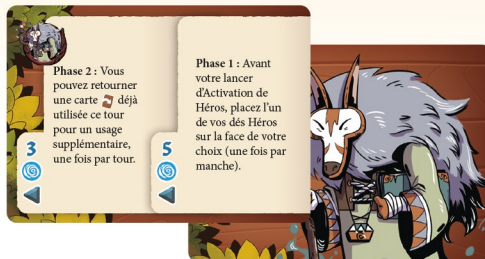 Phase 2 : Vous
pouvez retourner
une carte déjà
utilisée ce tour
pour un usage
supplémentaire,
une fois par tour.
3
Phase 1 : Avant
votre lancer
d'Activation de
Héros, placez l'un
de vos dés Héros
sur la face de votre
choix (une fois par
manche).
5